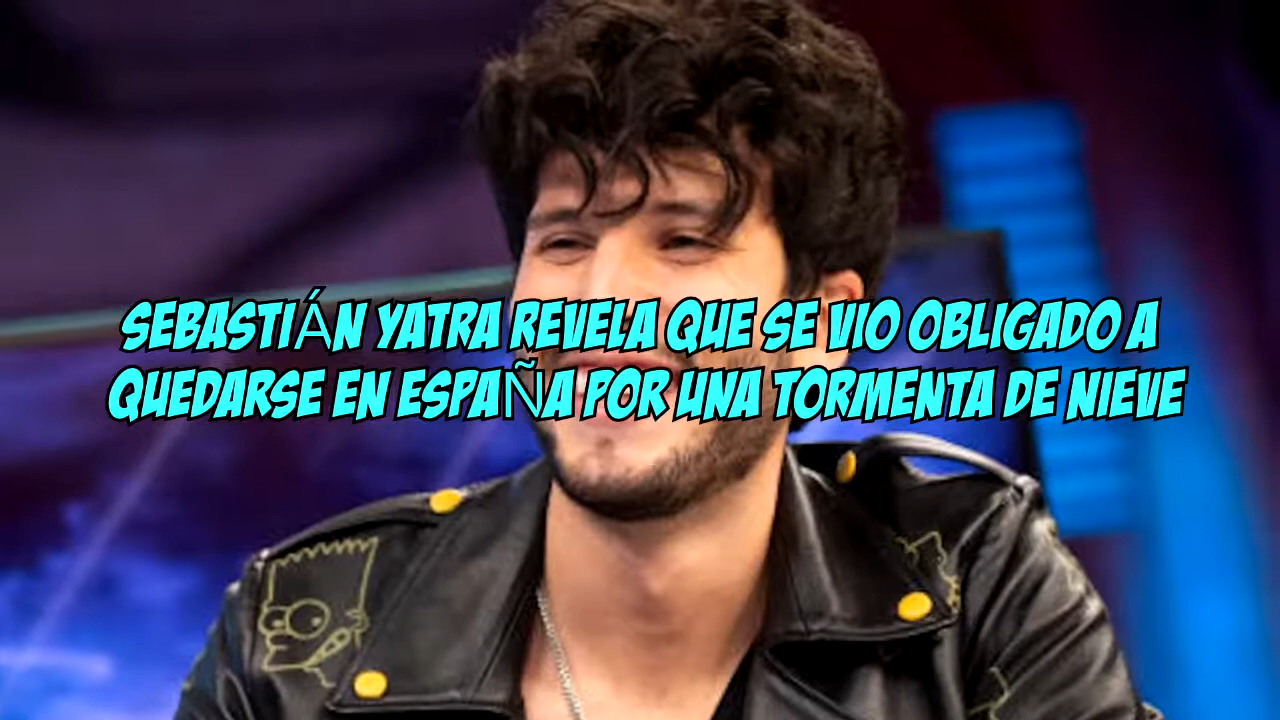 SEBASTIÁN YATRA REVELA QUE SE VIO OBLIGADO A
QUEDARSE EN ESPAÑA POR UNA TORMENTA DE NIEVE